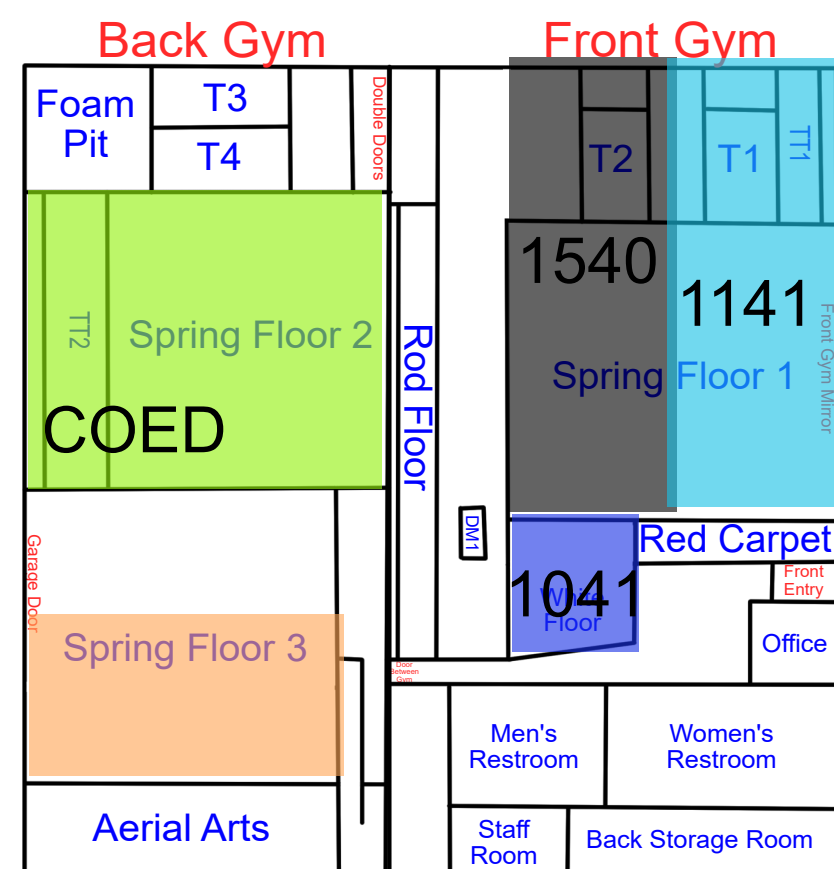 Back Gym
Front Gym
Foam
Pit
T3
T4
Double Doors
T2
T1
TT1
1540
1141
TT2
Spring Floor 2
Rod Floor
Spring Floor 1
Front Gym Mirror
COED
DM1
Red Carpet
Garage Door
1041
White
Floor
Front
Entry
Office
Spring Floor 3
Door
Between
Gym
Men's
Restroom
Women's
Restroom
Aerial Arts
Staff
Room
Back Storage Room